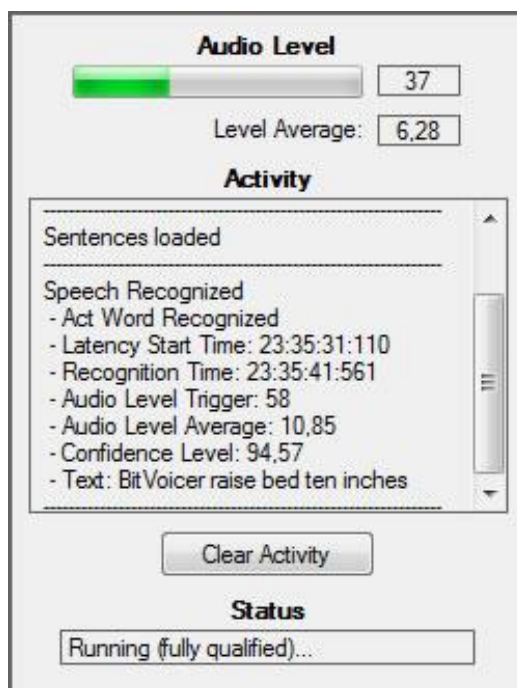 Audio Level
37
Level Average: 6,28
Activity
Sentences loaded
Speech Recognized
- Act Word Recognized
- Latency Start Time: 23:35:31:110
- Recognition Time: 23:35:41:561
- Audio Level Trigger: 58
- Audio Level Average: 10,85
- Confidence Level: 94,57
- Text: BitVoicer raise bed ten inches
Clear Activity
Status
Running (fully qualified)...